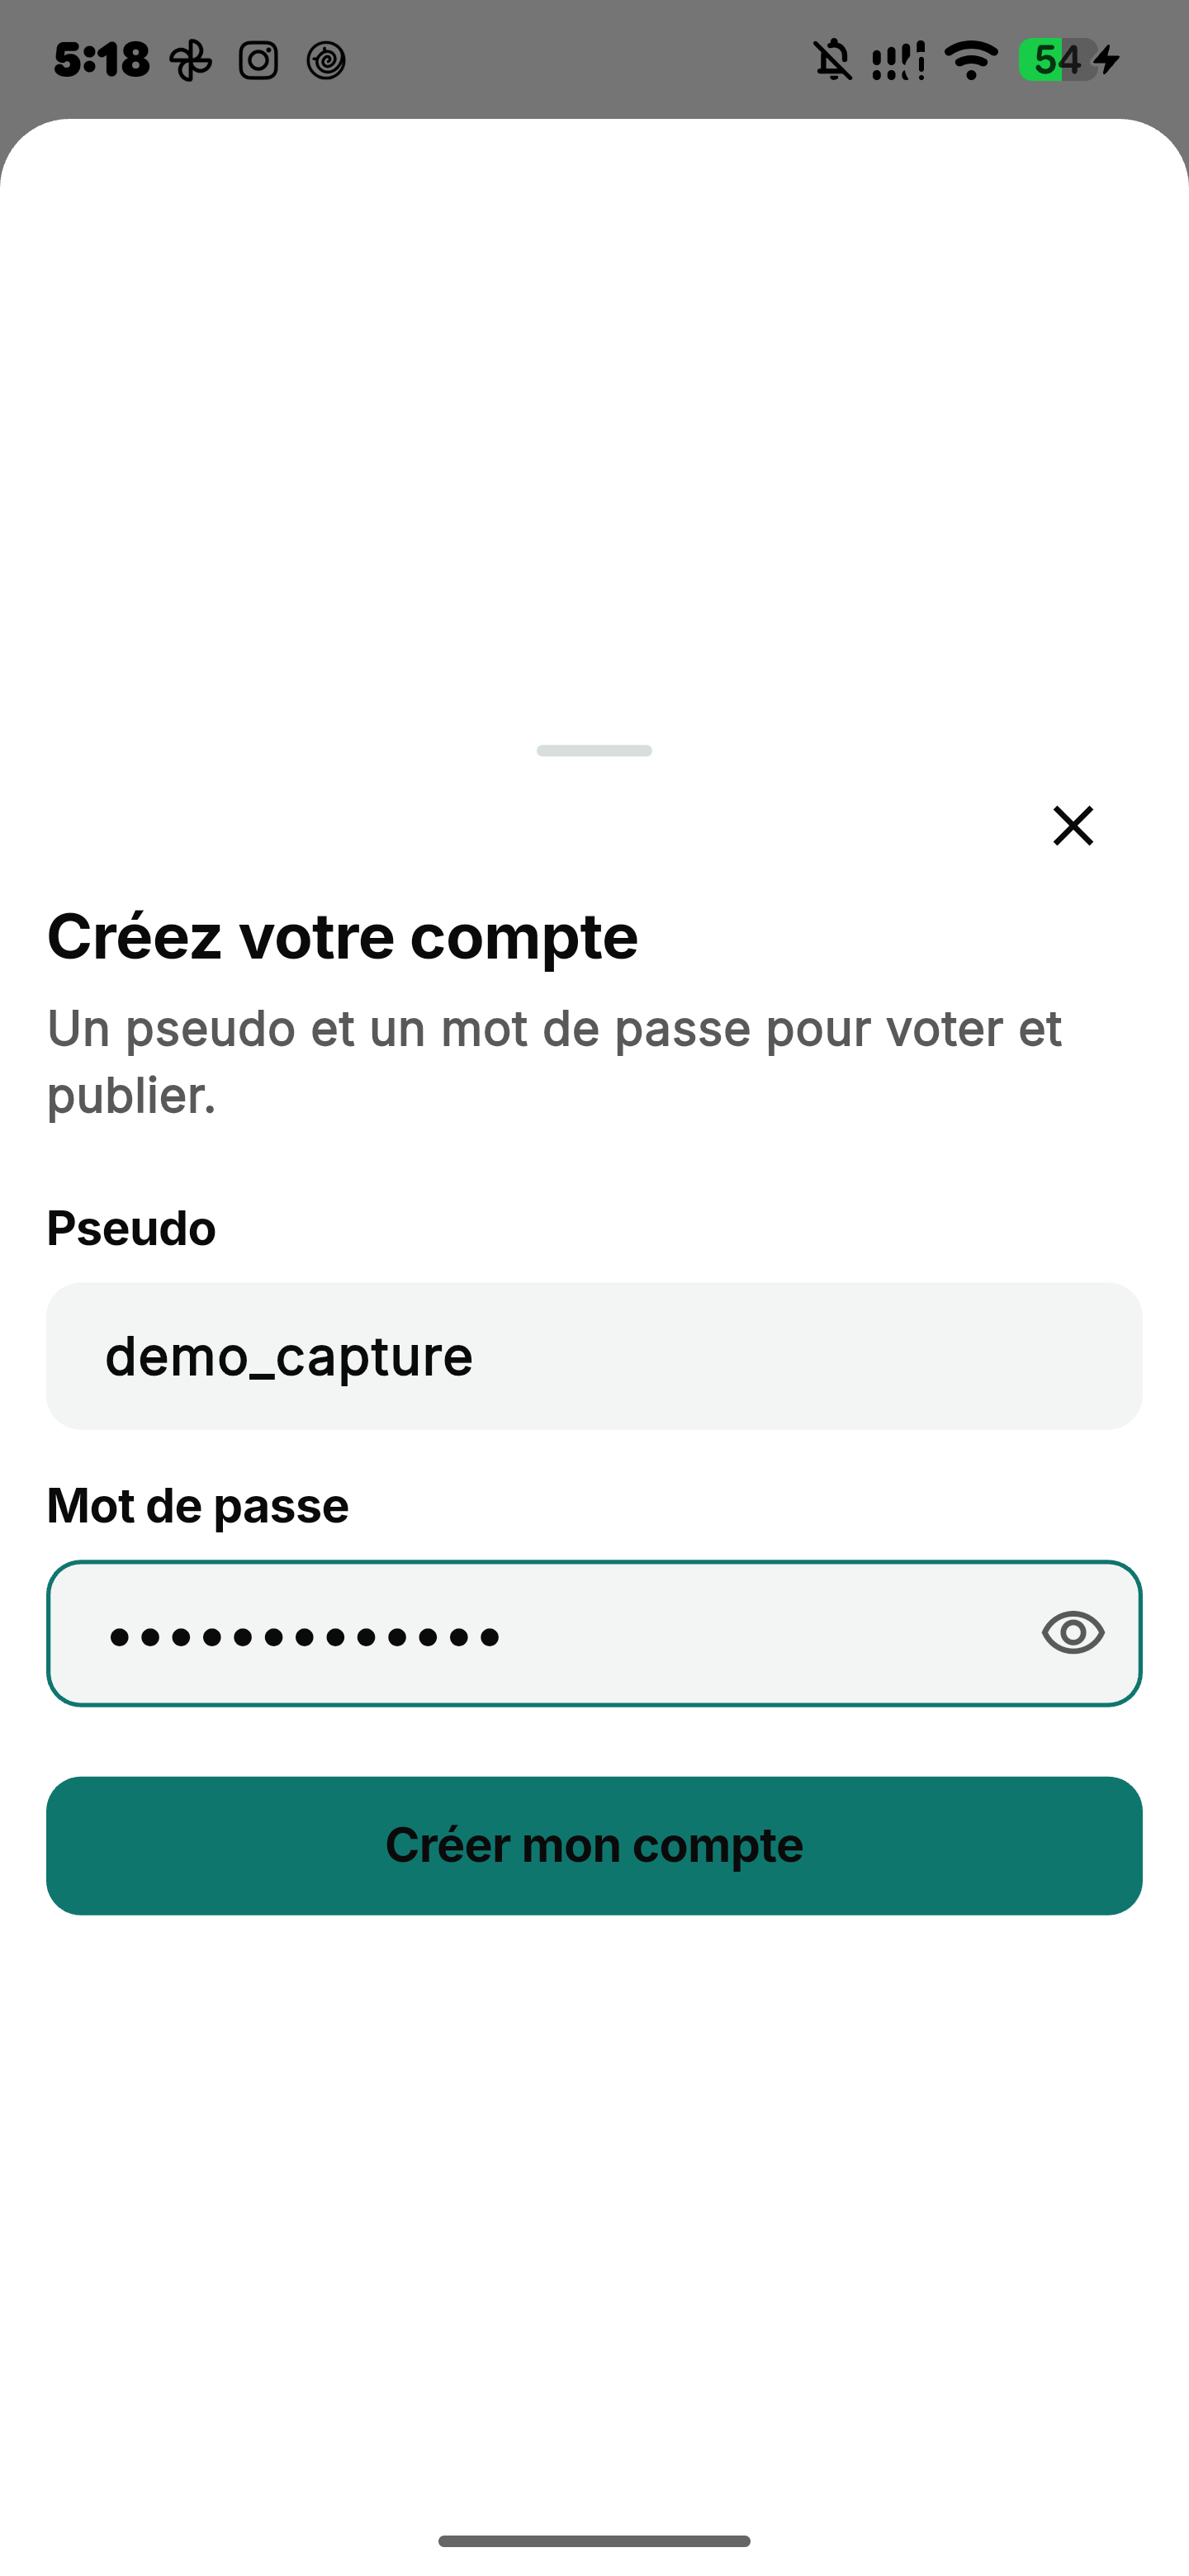 5:18
54
Créez votre compte
Un pseudo et un mot de passe pour voter et
publier.
Pseudo
demo_capture
Mot de passe
•••••••••••••
Créer mon compte